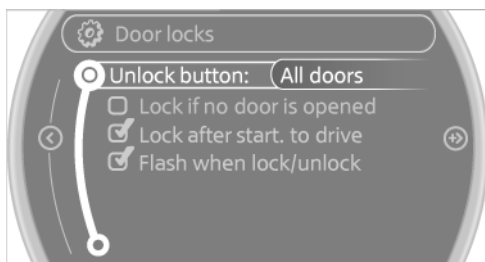 Door locks
Unlock button: All doors
Lock if no door is opened
Lock after start. to drive
Flash when lock/unlock